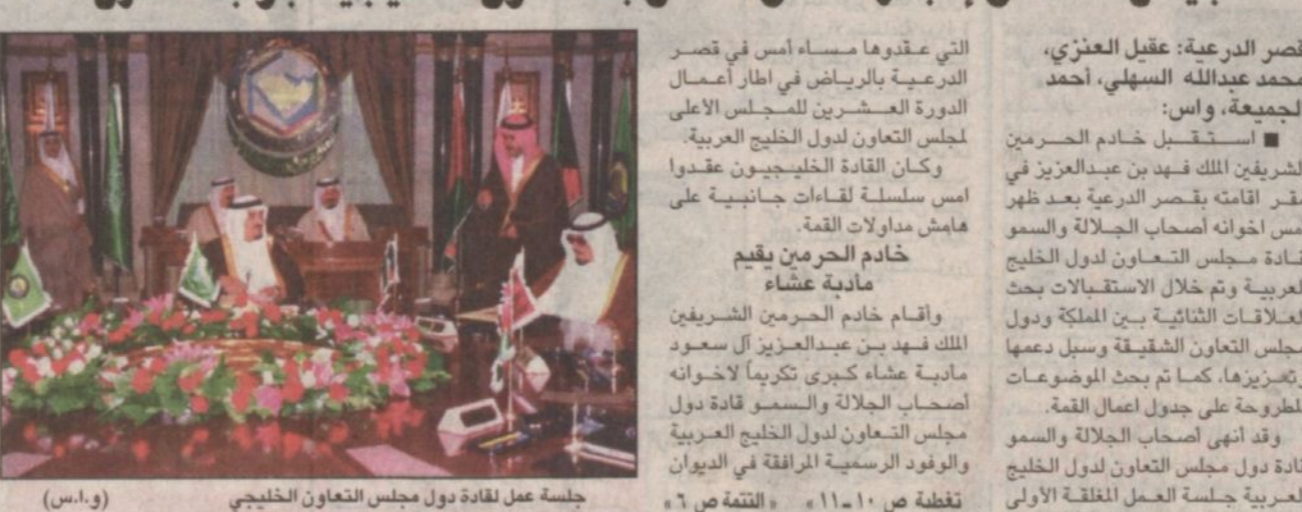 قصر الدرعية: عقيل العنزي،
محمد عبدالله السهلي، أحمد
الجميعة، واس:
■ استقبل خادم الحرمين
الشريفين الملك فهد بن عبدالعزيز في
مقر اقامته بقصر الدرعية بعد ظهر
امس اخوانه أصحاب الجلالة والسمو
قادة مجلس التعاون لدول الخليج
العربية وتم خلال الاستقبالات بحث
العلاقات الثنائية بين المملكة ودول
مجلس التعاون الشقيقة وسبل دعمها
وتعزيزها، كما تم بحث الموضوعات
المطروحة على جدول اعمال القمة.
وقد أنهى أصحاب الجلالة والسمو
قادة دول مجلس التعاون لدول الخليج
العربية جلسة العمل المغلقة الأولى
التي عقدوها مساء أمس في قصر
الدرعية بالرياض في اطار أعمال
الدورة العشرين للمجلس الأعلى
لمجلس التعاون لدول الخليج العربية.
وكان القادة الخليجيون عقدوا
امس سلسلة لقاءات جانبية على
هامش مداولات القمة.
خادم الحرمين يقيم
مأدبة عشاء
وأقام خادم الحرمين الشريفين
الملك فهد بن عبدالعزيز آل سعود
مادبة عشاء كبرى تكريماً لاخوانه
أصحاب الجلالة والسمو قادة دول
مجلس التعاون لدول الخليج العربية
والوفود الرسمية المرافقة في الديوان
تغطية ص ١٠-١١» «التتمة ص ٦»
جلسة عمل لقادة دول مجلس التعاون الخليجي (و.ا.س)